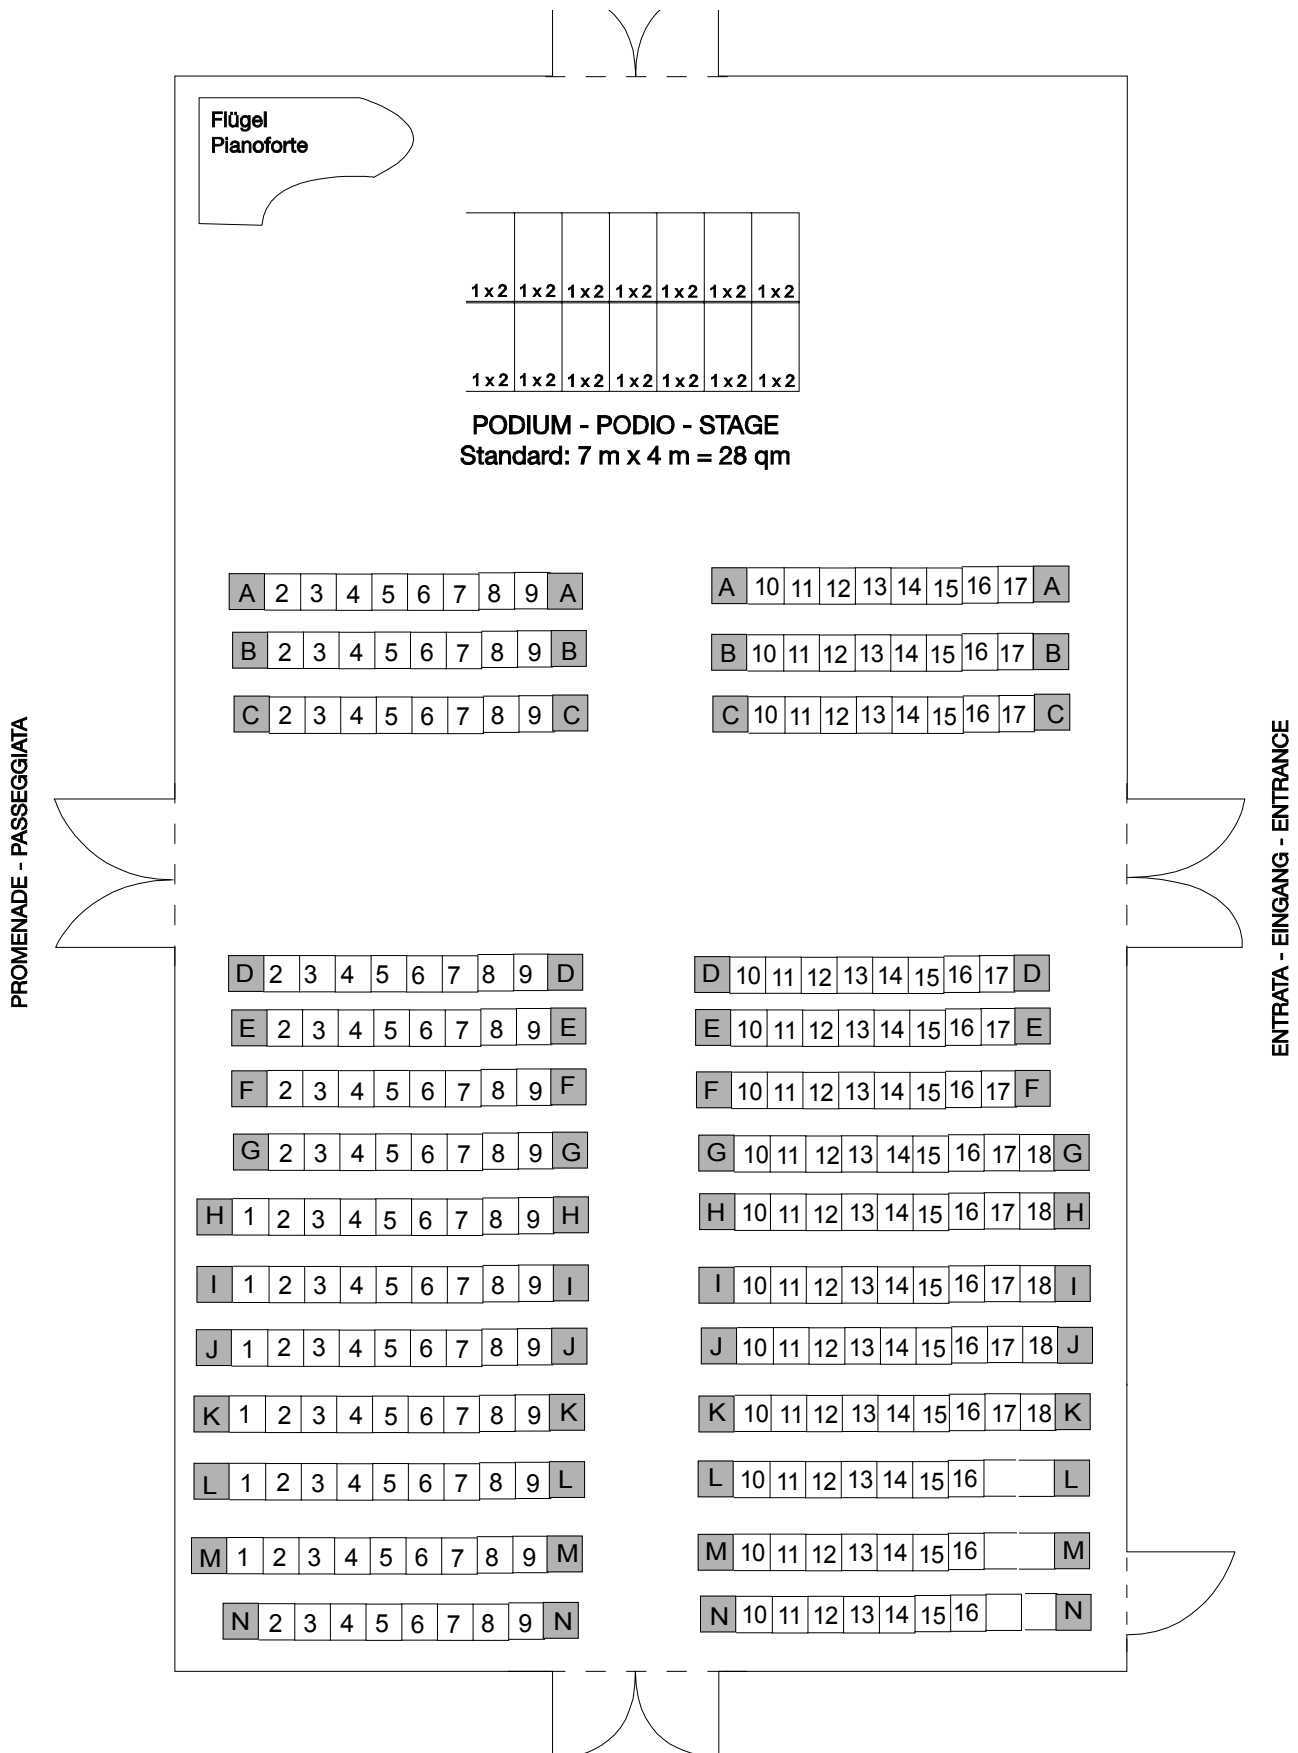 Flügel
Pianoforte
1 x 2 1 x 2 1 x 2 1 x 2 1 x 2 1 x 2 1 x 2
1 x 2 1 x 2 1 x 2 1 x 2 1 x 2 1 x 2 1 x 2
PODIUM - PODIO - STAGE
Standard: 7 m x 4 m = 28 qm
A 2 3 4 5 6 7 8 9 A A 10 11 12 13 14 15 16 17 A
B 2 3 4 5 6 7 8 9 B B 10 11 12 13 14 15 16 17 B
C 2 3 4 5 6 7 8 9 C C 10 11 12 13 14 15 16 17 C
PROMENADE - PASSEGGIATA
ENTRATA - EINGANG - ENTRANCE
D 2 3 4 5 6 7 8 9 D D 10 11 12 13 14 15 16 17 D
E 2 3 4 5 6 7 8 9 E E 10 11 12 13 14 15 16 17 E
F 2 3 4 5 6 7 8 9 F F 10 11 12 13 14 15 16 17 F
G 2 3 4 5 6 7 8 9 G G 10 11 12 13 14 15 16 17 18 G
H 1 2 3 4 5 6 7 8 9 H H 10 11 12 13 14 15 16 17 18 H
I 1 2 3 4 5 6 7 8 9 I I 10 11 12 13 14 15 16 17 18 I
J 1 2 3 4 5 6 7 8 9 J J 10 11 12 13 14 15 16 17 18 J
K 1 2 3 4 5 6 7 8 9 K K 10 11 12 13 14 15 16 17 18 K
L 1 2 3 4 5 6 7 8 9 L L 10 11 12 13 14 15 16 L
M 1 2 3 4 5 6 7 8 9 M M 10 11 12 13 14 15 16 M
N 2 3 4 5 6 7 8 9 N N 10 11 12 13 14 15 16 N